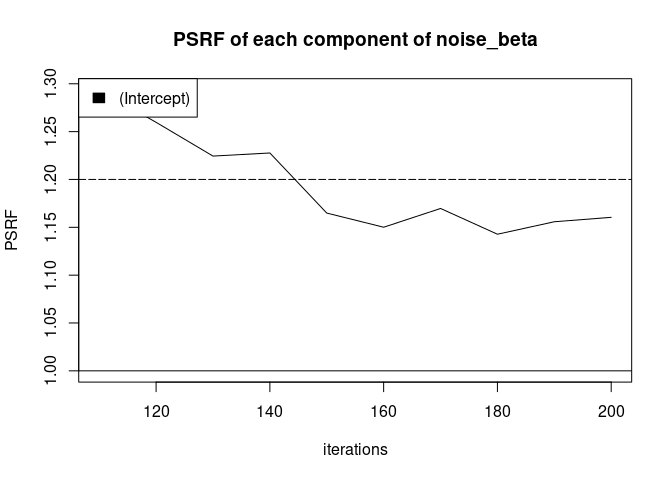 PSRF of each component of noise_beta
(Intercept)
PSRF
1.30
1.25
1.20
1.15
1.10
1.05
1.00
120 140 160 180 200
iterations